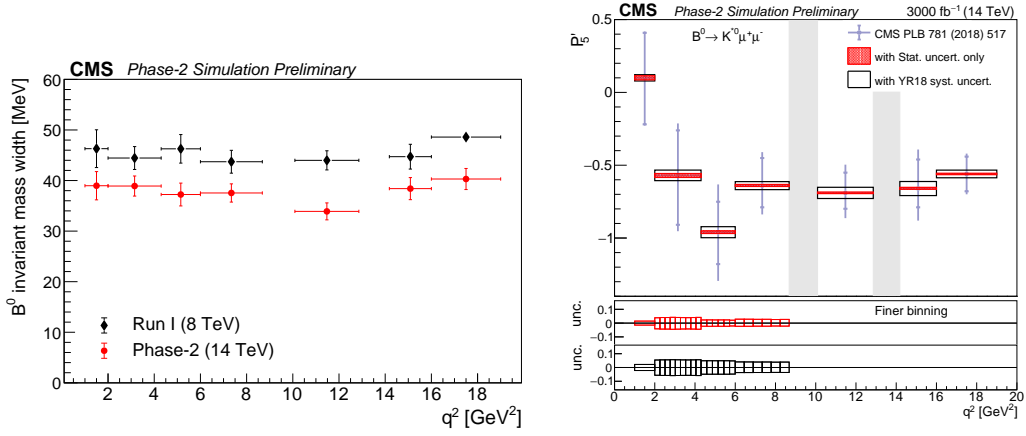 CMS Phase-2 Simulation Preliminary
B⁰ invariant mass width [MeV]
60
50
40
30
20
10
0
Run I (8 TeV)
Phase-2 (14 TeV)
2 4 6 8 10 12 14 16 18
q² [GeV²]
CMS Phase-2 Simulation Preliminary 3000 fb⁻¹ (14 TeV)
P₅'
B⁰→ K*⁰μ⁺μ⁻
CMS PLB 781 (2018) 517
with Stat. uncert. only
with YR18 syst. uncert.
0.5
0
−0.5
−1
unc.
0.1
0
−0.1
Finer binning
unc.
0.1
0
−0.1
0 2 4 6 8 10 12 14 16 18 20
q² [GeV²]